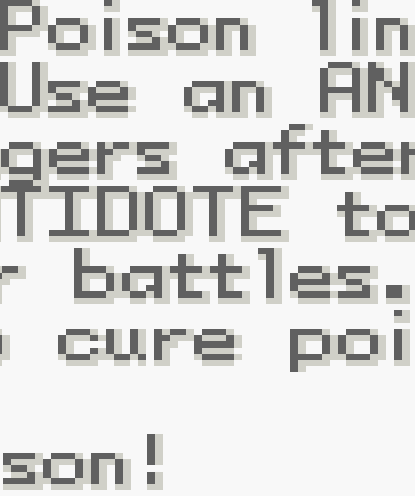 Poison lin
Use an AN
gers after
TIDOTE to
r battles.
o cure poi
son!